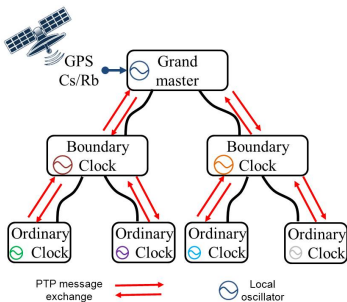 GPS
Cs/Rb
Grand
master
Boundary
Clock
Boundary
Clock
Ordinary
Clock
Ordinary
Clock
Ordinary
Clock
Ordinary
Clock
PTP message
exchange
Local
oscillator